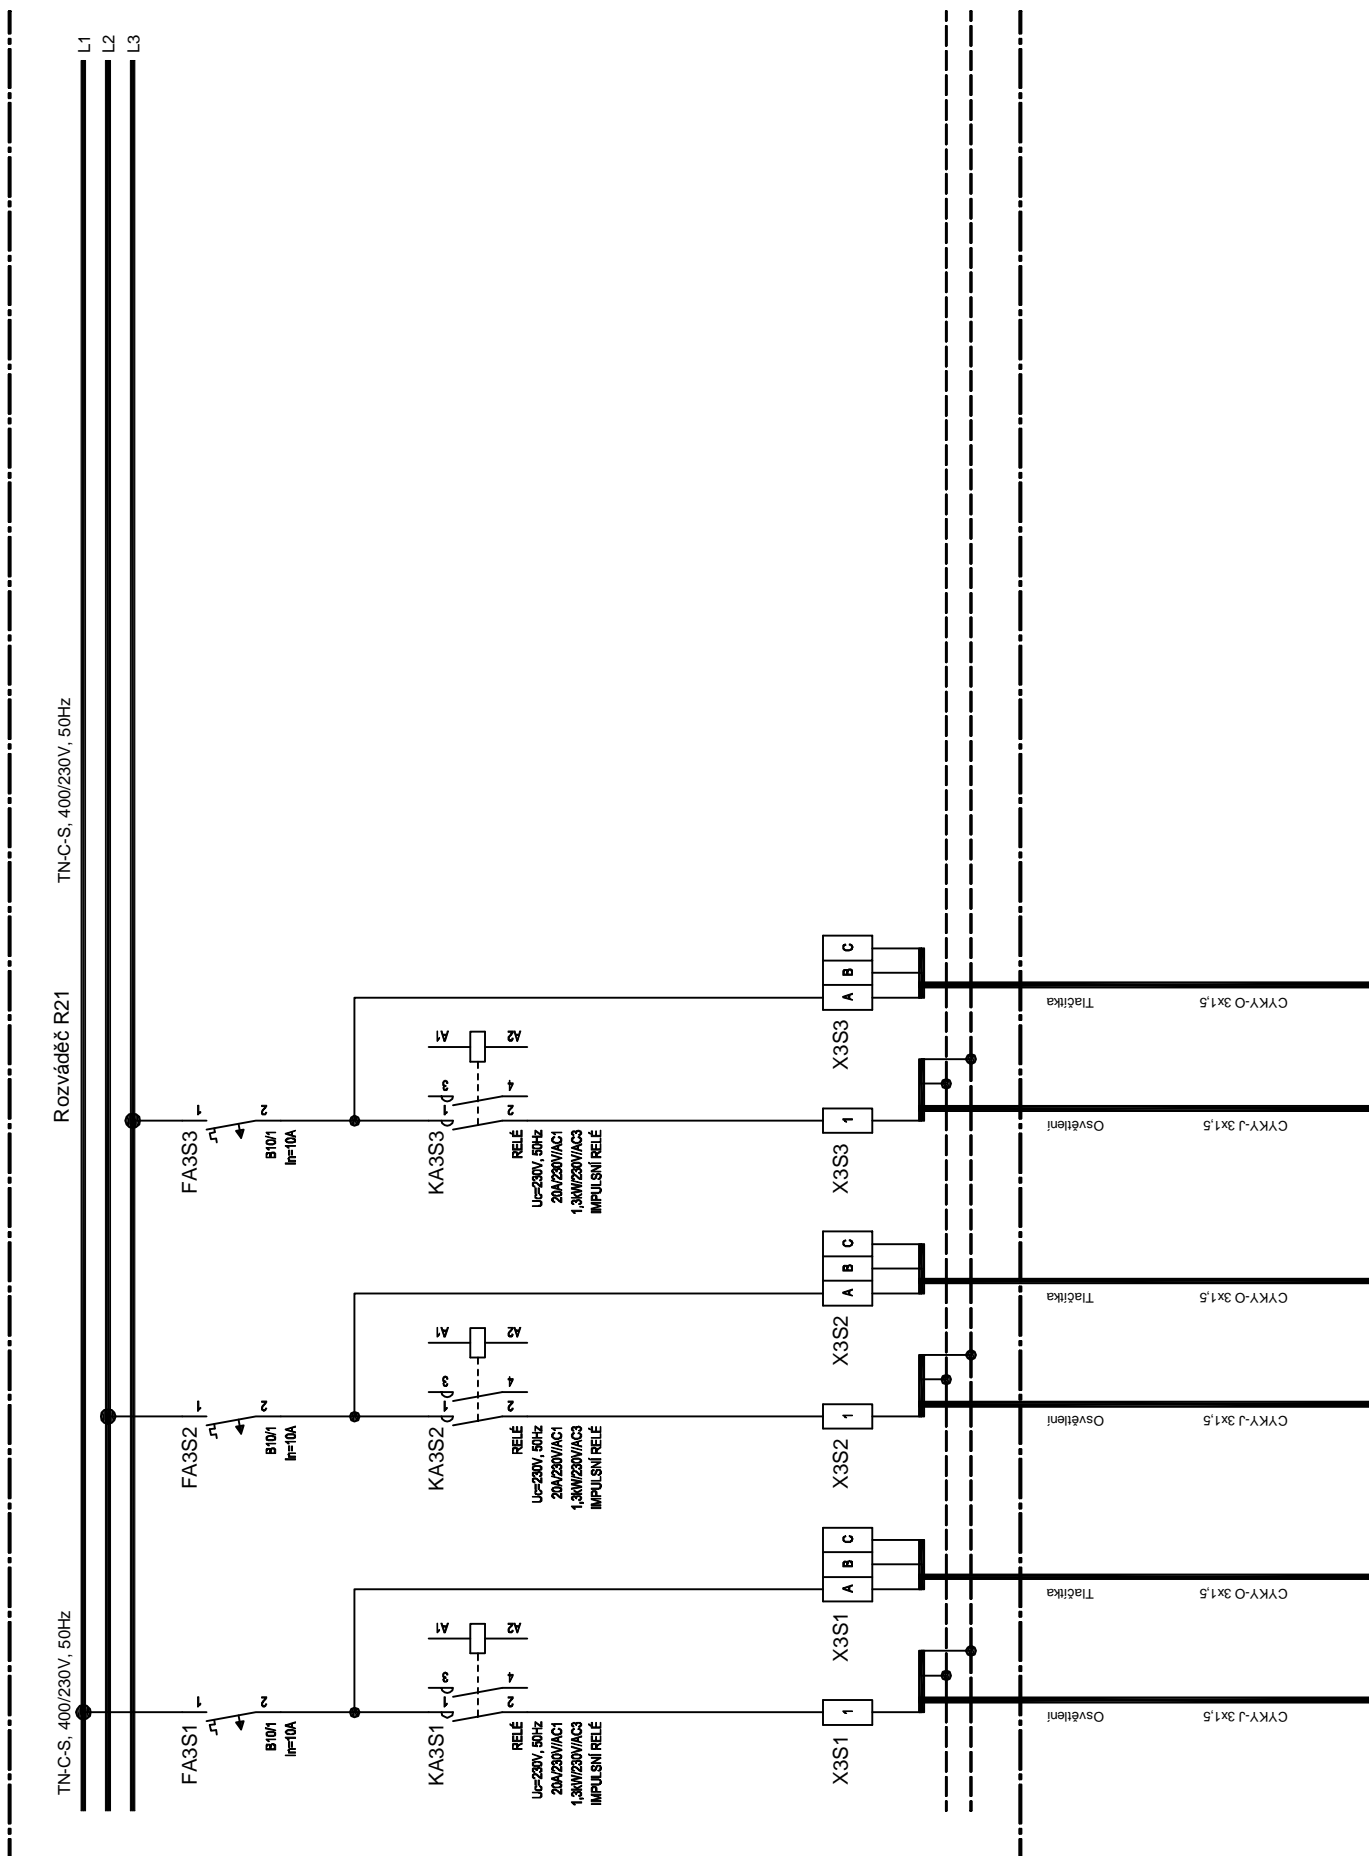 L1
L2
L3
TN-C-S, 400/230V, 50Hz
Rozváděč R21
TN-C-S, 400/230V, 50Hz
FA3S1
1
2
B10/1
In=10A
FA3S2
1
2
B10/1
In=10A
FA3S3
1
2
B10/1
In=10A
KA3S1
1
2
3
4
A1
A2
RELÉ
Uc=230V, 50Hz
20A/230V/AC1
1,3kW/230V/AC3
IMPULSNÍ RELÉ
KA3S2
1
2
3
4
A1
A2
RELÉ
Uc=230V, 50Hz
20A/230V/AC1
1,3kW/230V/AC3
IMPULSNÍ RELÉ
KA3S3
1
2
3
4
A1
A2
RELÉ
Uc=230V, 50Hz
20A/230V/AC1
1,3kW/230V/AC3
IMPULSNÍ RELÉ
X3S1
1
X3S1
A
B
C
X3S2
1
X3S2
A
B
C
X3S3
1
X3S3
A
B
C
Osvětlení
CYKY-J 3x1,5
Tlačítka
CYKY-O 3x1,5
Osvětlení
CYKY-J 3x1,5
Tlačítka
CYKY-O 3x1,5
Osvětlení
CYKY-J 3x1,5
Tlačítka
CYKY-O 3x1,5